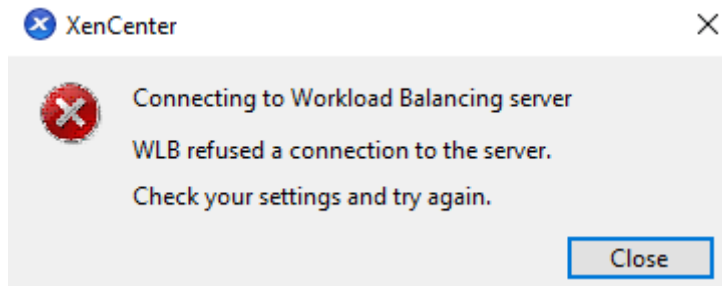 XenCenter
Connecting to Workload Balancing server
WLB refused a connection to the server.
Check your settings and try again.
Close